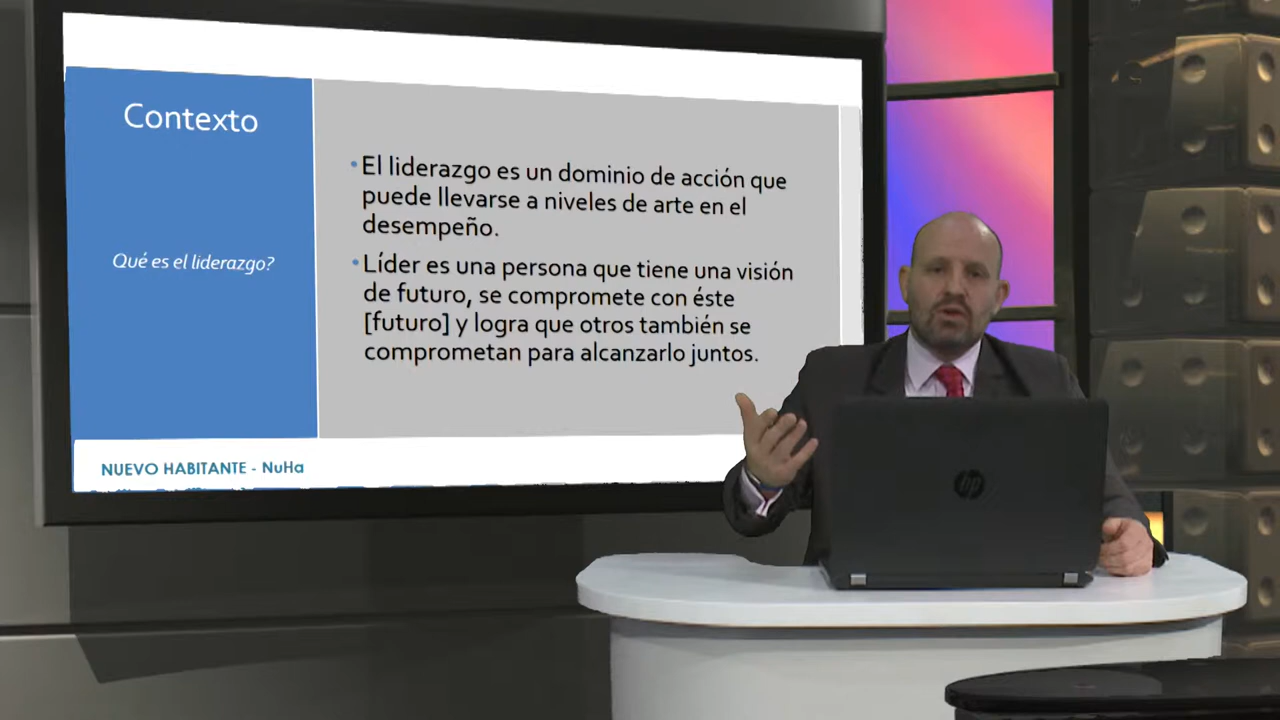 Contexto
Qué es el liderazgo?
•El liderazgo es un dominio de acción que
puede llevarse a niveles de arte en el
desempeño.
•Líder es una persona que tiene una visión
de futuro, se compromete con éste
[futuro] y logra que otros también se
comprometan para alcanzarlo juntos.
NUEVO HABITANTE - NuHa
hp